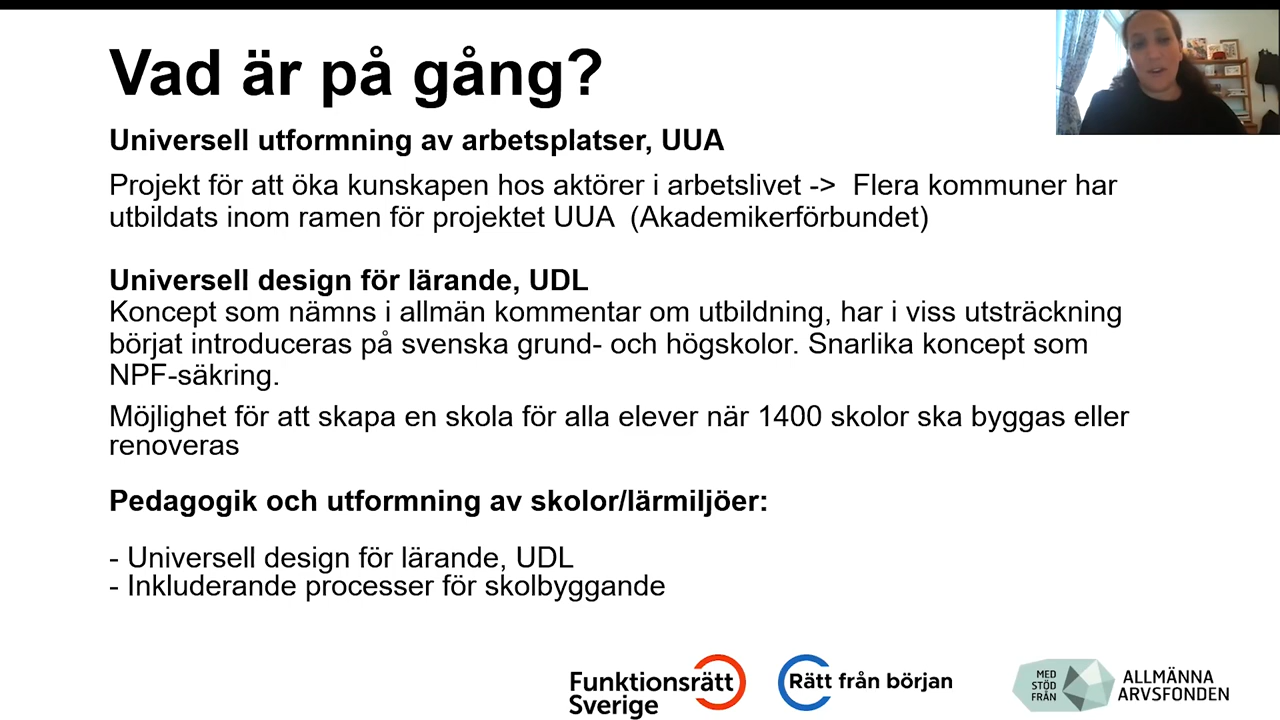 Vad är på gång?
Universell utformning av arbetsplatser, UUA
Projekt för att öka kunskapen hos aktörer i arbetslivet -> Flera kommuner har
utbildats inom ramen för projektet UUA (Akademikerförbundet)
Universell design för lärande, UDL
Koncept som nämns i allmän kommentar om utbildning, har i viss utsträckning
börjat introduceras på svenska grund- och högskolor. Snarlika koncept som
NPF-säkring.
Möjlighet för att skapa en skola för alla elever när 1400 skolor ska byggas eller
renoveras
Pedagogik och utformning av skolor/lärmiljöer:
- Universell design för lärande, UDL
- Inkluderande processer för skolbyggande
Funktionsrätt
Sverige
Rätt från början
MED
STÖD
FRÅN
ALLMÄNNA
ARVSFONDEN